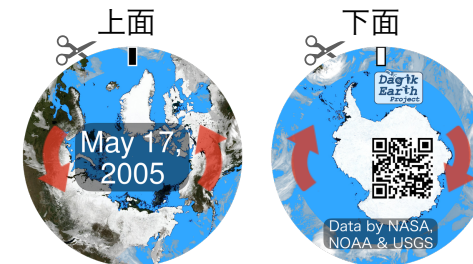 上面
下面
May 17,
2005
Dagik
Earth
Project
Data by NASA,
NOAA & USGS